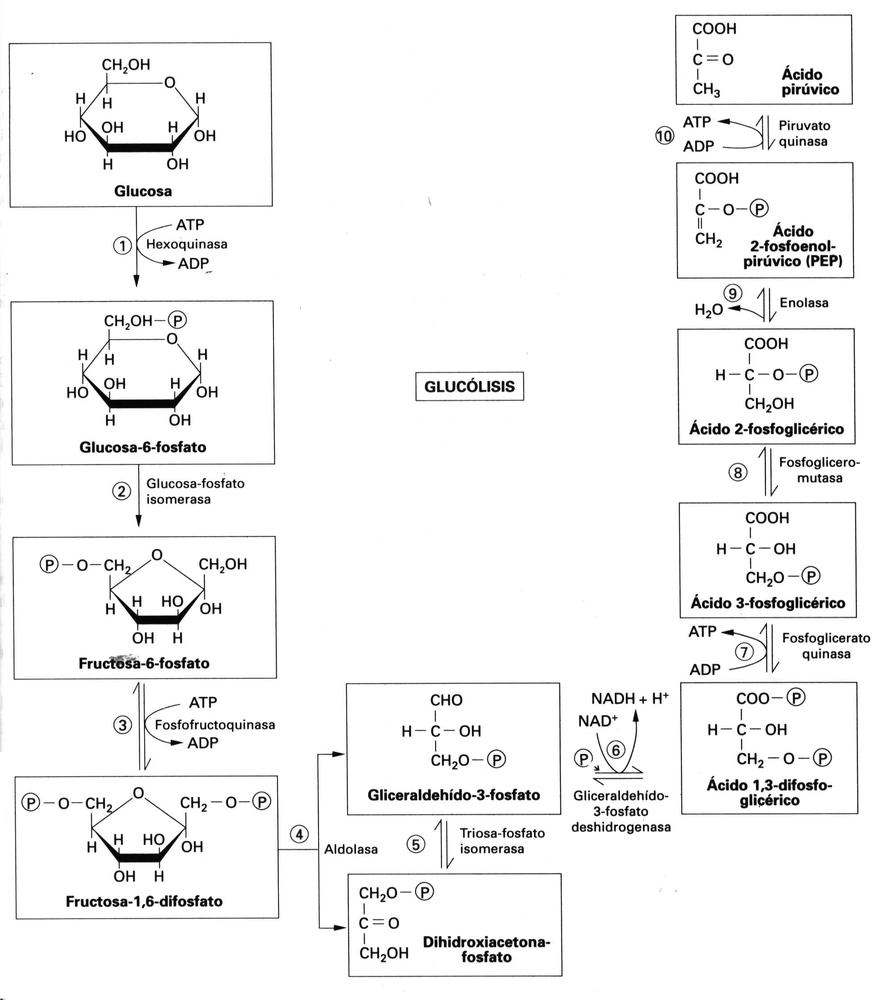 CH₂OH
O
H
H
H
OH
H
HO
OH
H
OH
Glucosa
ATP
① Hexoquinasa
ADP
CH₂OH—Ⓟ
O
H
H
H
OH
H
HO
OH
H
OH
Glucosa-6-fosfato
② Glucosa-fosfato
isomerasa
O
Ⓟ—O—CH₂
CH₂OH
H
H
HO
OH
OH
H
Fructosa-6-fosfato
ATP
③ Fosfofructoquinasa
ADP
O
Ⓟ—O—CH₂
CH₂—O—Ⓟ
H
H
HO
OH
OH
H
Fructosa-1,6-difosfato
④
Aldolasa
CHO
H—C—OH
CH₂O—Ⓟ
Gliceraldehído-3-fosfato
⑤ Triosa-fosfato
isomerasa
CH₂O—Ⓟ
C=O
CH₂OH
Dihidroxiacetona-
fosfato
GLUCÓLISIS
NADH + H⁺
NAD⁺
Ⓟ ⑥
Gliceraldehído-
3-fosfato
deshidrogenasa
COO—Ⓟ
H—C—OH
CH₂—O—Ⓟ
Ácido 1,3-difosfo-
glicérico
ATP
⑦ Fosfoglicerato
quinasa
ADP
COOH
H—C—OH
CH₂O—Ⓟ
Ácido 3-fosfoglicérico
⑧ Fosfoglicero-
mutasa
COOH
H—C—O—Ⓟ
CH₂OH
Ácido 2-fosfoglicérico
⑨ Enolasa
H₂O
COOH
C—O—Ⓟ
CH₂
Ácido
2-fosfoenol-
pirúvico (PEP)
ATP
⑩ Piruvato
quinasa
ADP
COOH
C=O
CH₃
Ácido
pirúvico